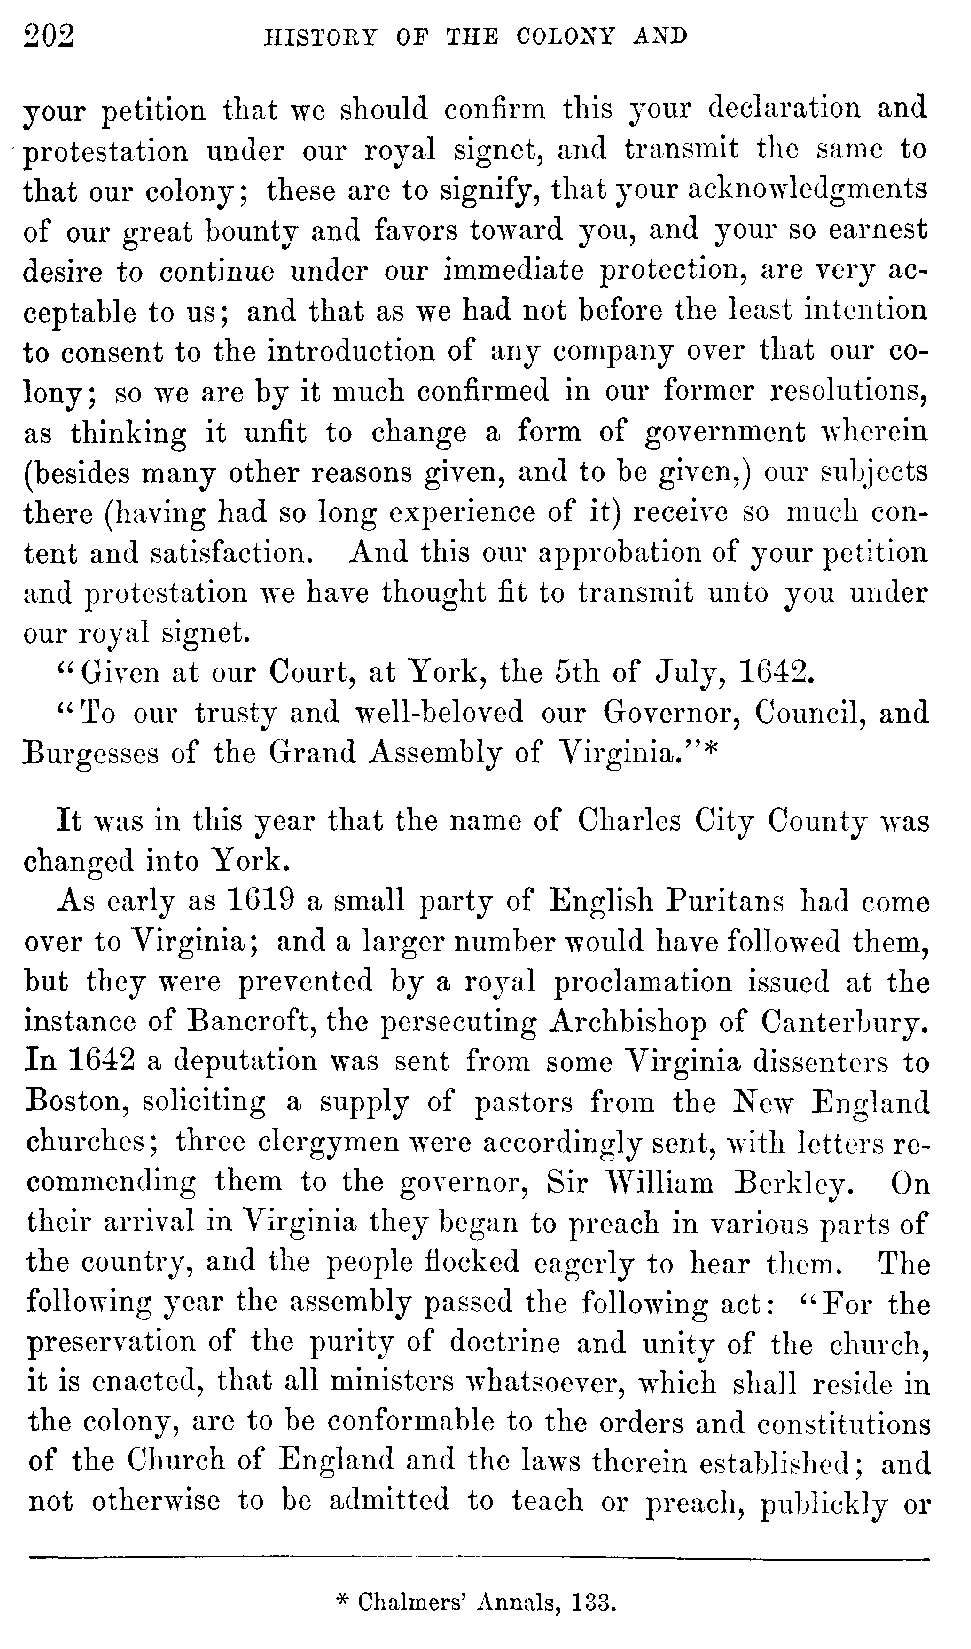 202 HISTORY OF THE COLONY AND
your petition that we should confirm this your declaration and
protestation under our royal signet, and transmit the same to
that our colony; these are to signify, that your acknowledgments
of our great bounty and favors toward you, and your so earnest
desire to continue under our immediate protection, are very ac-
ceptable to us; and that as we had not before the least intention
to consent to the introduction of any company over that our co-
lony; so we are by it much confirmed in our former resolutions,
as thinking it unfit to change a form of government wherein
(besides many other reasons given, and to be given,) our subjects
there (having had so long experience of it) receive so much con-
tent and satisfaction. And this our approbation of your petition
and protestation we have thought fit to transmit unto you under
our royal signet.
"Given at our Court, at York, the 5th of July, 1642.
"To our trusty and well-beloved our Governor, Council, and
Burgesses of the Grand Assembly of Virginia."*
It was in this year that the name of Charles City County was
changed into York.
As early as 1619 a small party of English Puritans had come
over to Virginia; and a larger number would have followed them,
but they were prevented by a royal proclamation issued at the
instance of Bancroft, the persecuting Archbishop of Canterbury.
In 1642 a deputation was sent from some Virginia dissenters to
Boston, soliciting a supply of pastors from the New England
churches; three clergymen were accordingly sent, with letters re-
commending them to the governor, Sir William Berkley. On
their arrival in Virginia they began to preach in various parts of
the country, and the people flocked eagerly to hear them. The
following year the assembly passed the following act: "For the
preservation of the purity of doctrine and unity of the church,
it is enacted, that all ministers whatsoever, which shall reside in
the colony, are to be conformable to the orders and constitutions
of the Church of England and the laws therein established; and
not otherwise to be admitted to teach or preach, publickly or
* Chalmers' Annals, 133.